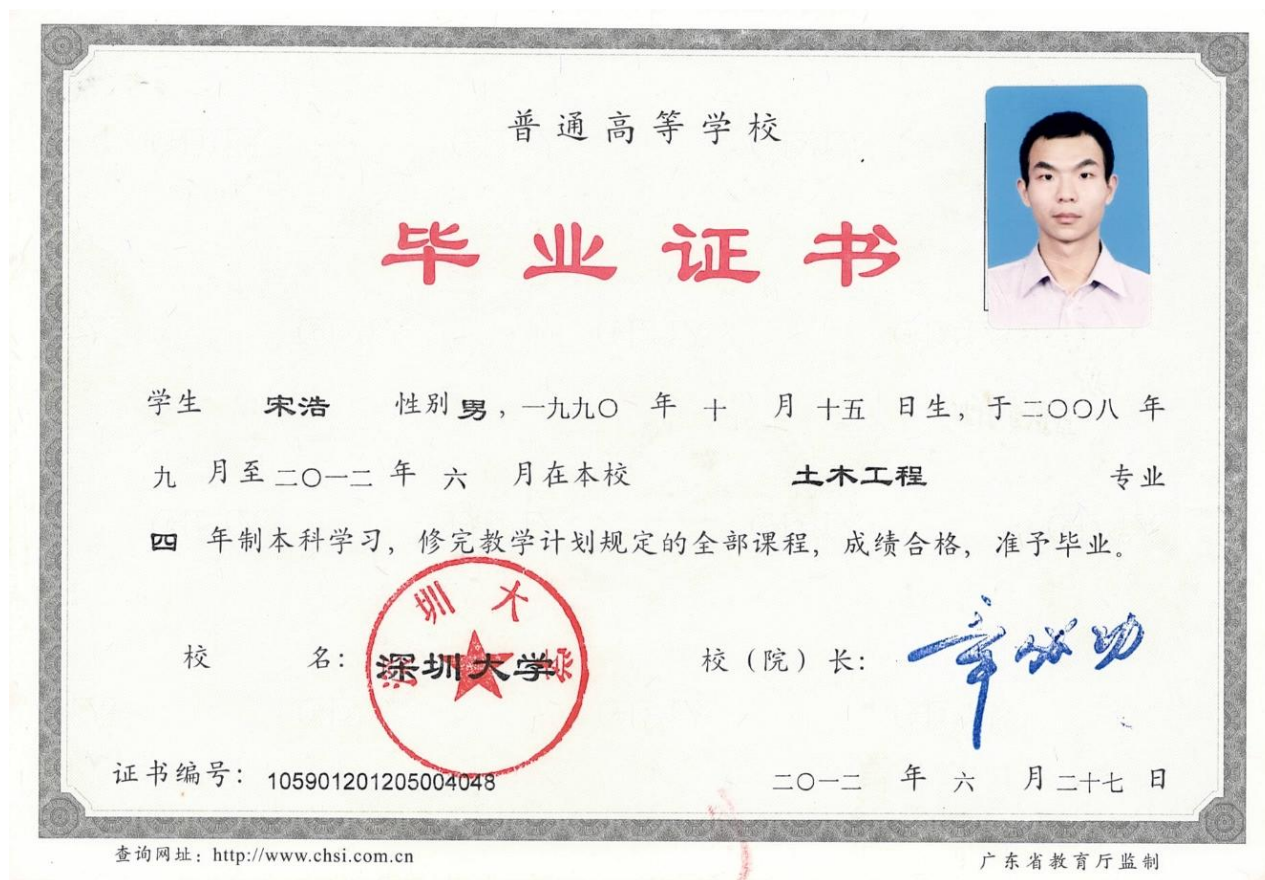 普通高等学校
毕业证书
学生 宋浩 性别男，一九九〇 年 十 月 十五 日生，于二〇〇八 年
九 月至二〇一二 年 六 月在本校 土木工程 专业
四 年制本科学习，修完教学计划规定的全部课程，成绩合格，准予毕业。
校 名：深圳大学
深圳大学
校（院）长：章必功
证书编号：105901201205004048
二〇一二 年 六 月二十七 日
查询网址：http://www.chsi.com.cn
广东省教育厅监制